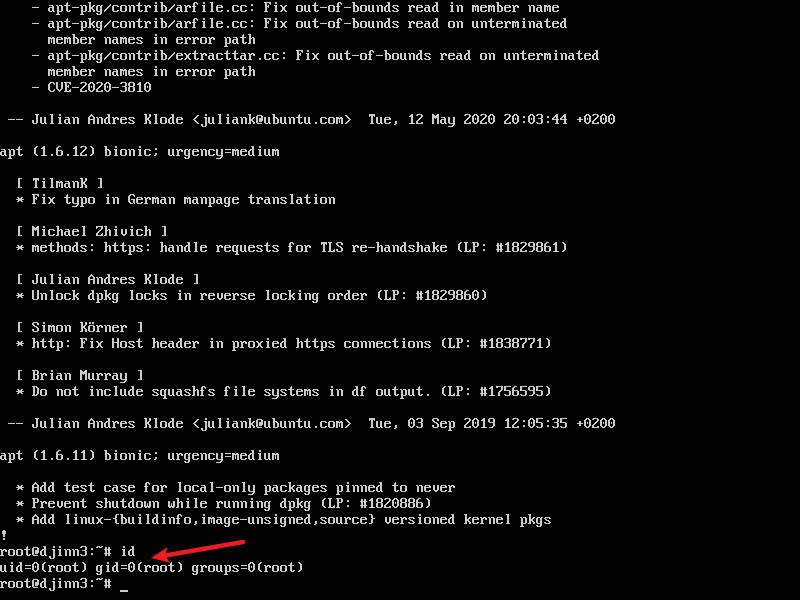 - apt-pkg/contrib/arfile.cc: Fix out-of-bounds read in member name
- apt-pkg/contrib/arfile.cc: Fix out-of-bounds read on unterminated
member names in error path
- apt-pkg/contrib/extracttar.cc: Fix out-of-bounds read on unterminated
member names in error path
- CVE-2020-3810
-- Julian Andres Klode <juliank@ubuntu.com>  Tue, 12 May 2020 20:03:44 +0200
apt (1.6.12) bionic; urgency=medium
[ TilmanK ]
* Fix typo in German manpage translation
[ Michael Zhivich ]
* methods: https: handle requests for TLS re-handshake (LP: #1829861)
[ Julian Andres Klode ]
* Unlock dpkg locks in reverse locking order (LP: #1829860)
[ Simon Körner ]
* http: Fix Host header in proxied https connections (LP: #1838771)
[ Brian Murray ]
* Do not include squashfs file systems in df output. (LP: #1756595)
-- Julian Andres Klode <juliank@ubuntu.com>  Tue, 03 Sep 2019 12:05:35 +0200
apt (1.6.11) bionic; urgency=medium
* Add test case for local-only packages pinned to never
* Prevent shutdown while running dpkg (LP: #1820886)
* Add linux-{buildinfo,image-unsigned,source} versioned kernel pkgs
!
root@djinn3:~# id
uid=0(root) gid=0(root) groups=0(root)
root@djinn3:~# _